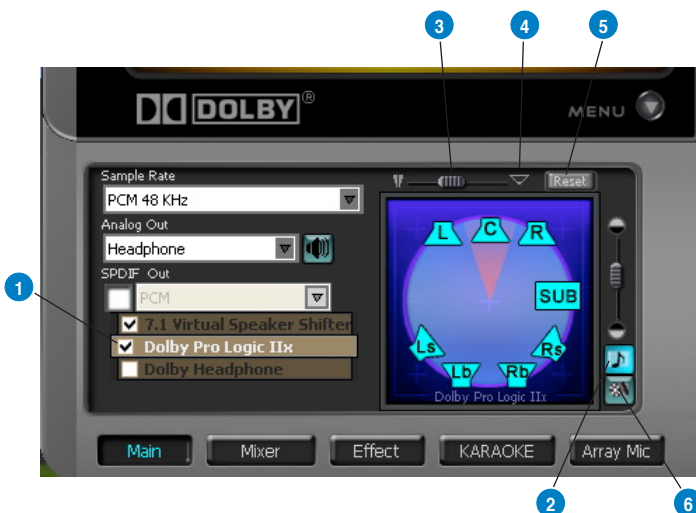 3 4 5
DOLBY®
MENU
Sample Rate
PCM 48 KHz
Reset
Analog Out
Headphone
L C R
SPDIF Out
PCM
SUB
1
7.1 Virtual Speaker Shifter
Dolby Pro Logic IIx
Ls Rs
Dolby Headphone
Lb Rb
Dolby Pro Logic IIx
Main Mixer Effect KARAOKE Array Mic
2 6